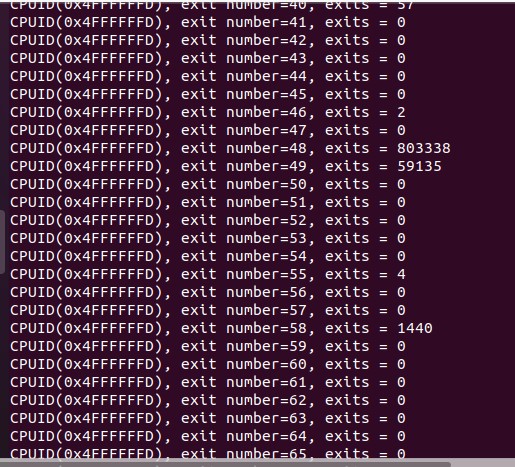 CPUID(0x4FFFFFFD), exit number=40, exits = 57
CPUID(0x4FFFFFFD), exit number=41, exits = 0
CPUID(0x4FFFFFFD), exit number=42, exits = 0
CPUID(0x4FFFFFFD), exit number=43, exits = 0
CPUID(0x4FFFFFFD), exit number=44, exits = 0
CPUID(0x4FFFFFFD), exit number=45, exits = 0
CPUID(0x4FFFFFFD), exit number=46, exits = 2
CPUID(0x4FFFFFFD), exit number=47, exits = 0
CPUID(0x4FFFFFFD), exit number=48, exits = 803338
CPUID(0x4FFFFFFD), exit number=49, exits = 59135
CPUID(0x4FFFFFFD), exit number=50, exits = 0
CPUID(0x4FFFFFFD), exit number=51, exits = 0
CPUID(0x4FFFFFFD), exit number=52, exits = 0
CPUID(0x4FFFFFFD), exit number=53, exits = 0
CPUID(0x4FFFFFFD), exit number=54, exits = 0
CPUID(0x4FFFFFFD), exit number=55, exits = 4
CPUID(0x4FFFFFFD), exit number=56, exits = 0
CPUID(0x4FFFFFFD), exit number=57, exits = 0
CPUID(0x4FFFFFFD), exit number=58, exits = 1440
CPUID(0x4FFFFFFD), exit number=59, exits = 0
CPUID(0x4FFFFFFD), exit number=60, exits = 0
CPUID(0x4FFFFFFD), exit number=61, exits = 0
CPUID(0x4FFFFFFD), exit number=62, exits = 0
CPUID(0x4FFFFFFD), exit number=63, exits = 0
CPUID(0x4FFFFFFD), exit number=64, exits = 0
CPUID(0x4FFFFFFD), exit number=65, exits = 0